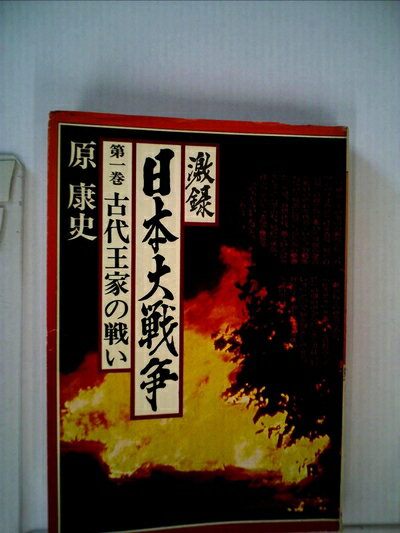 激録
日本大戦争
第一巻 古代王家の戦い
原 康史